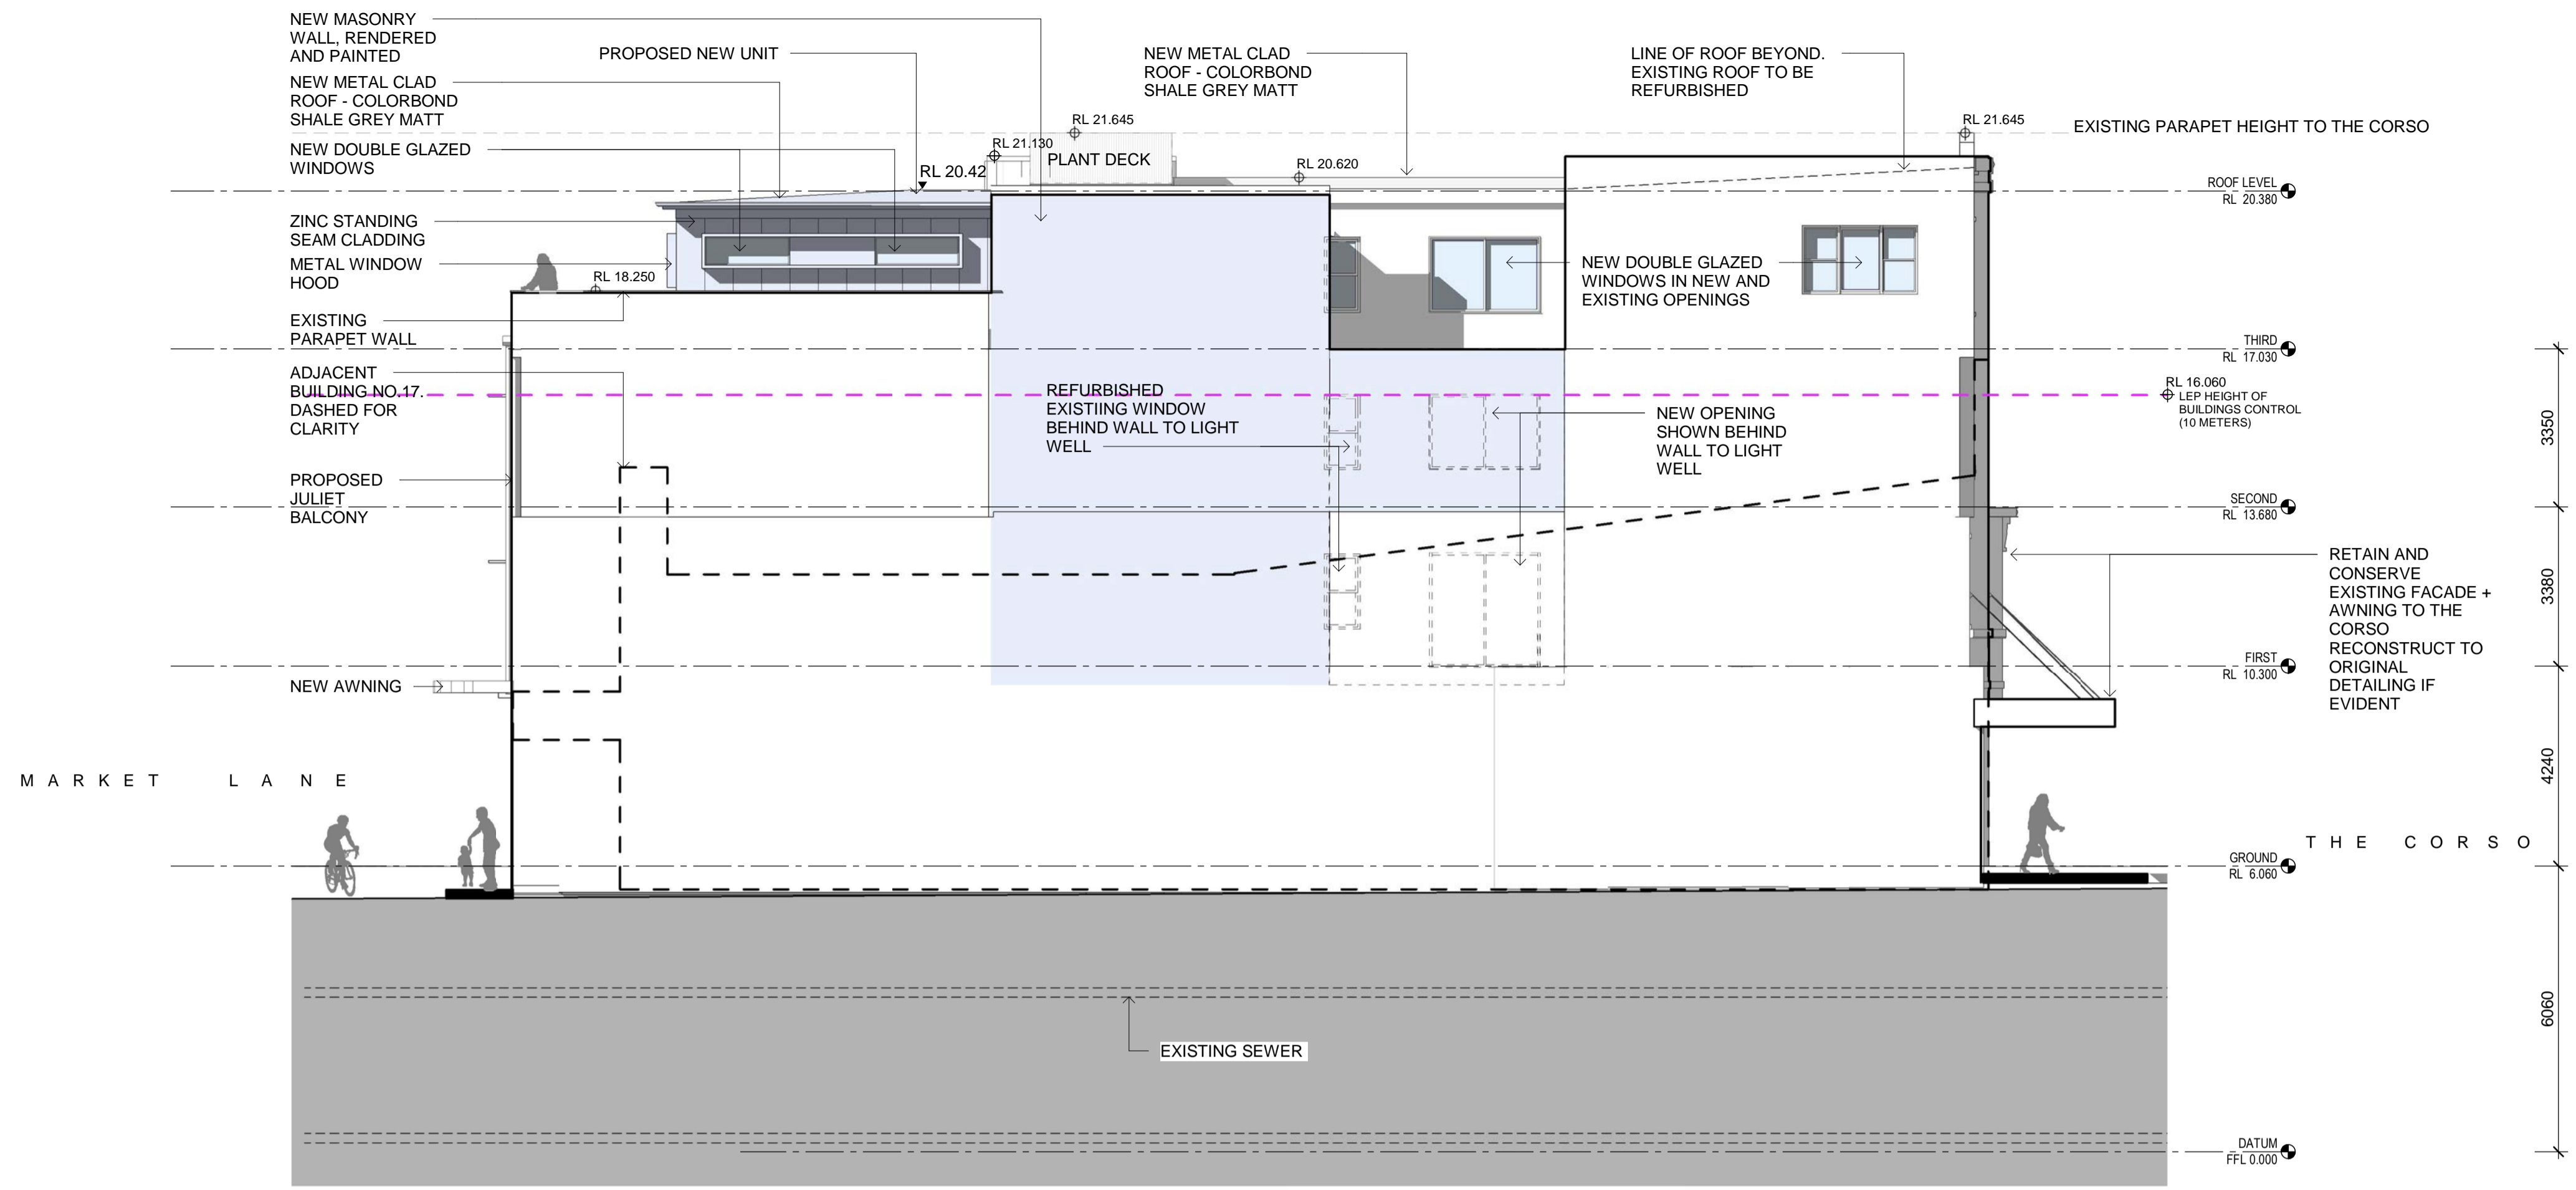 NEW MASONRY
WALL, RENDERED
AND PAINTED
PROPOSED NEW UNIT
NEW METAL CLAD
ROOF - COLORBOND
SHALE GREY MATT
LINE OF ROOF BEYOND.
EXISTING ROOF TO BE
REFURBISHED
NEW METAL CLAD
ROOF - COLORBOND
SHALE GREY MATT
NEW DOUBLE GLAZED
WINDOWS
RL 21.645
RL 21.130
PLANT DECK
RL 20.42
RL 20.620
RL 21.645
EXISTING PARAPET HEIGHT TO THE CORSO
ROOF LEVEL
RL 20.380
ZINC STANDING
SEAM CLADDING
METAL WINDOW
HOOD
RL 18.250
NEW DOUBLE GLAZED
WINDOWS IN NEW AND
EXISTING OPENINGS
EXISTING
PARAPET WALL
THIRD
RL 17.030
ADJACENT
BUILDING NO.17.
DASHED FOR
CLARITY
REFURBISHED
EXISTIING WINDOW
BEHIND WALL TO LIGHT
WELL
NEW OPENING
SHOWN BEHIND
WALL TO LIGHT
WELL
RL 16.060
LEP HEIGHT OF
BUILDINGS CONTROL
(10 METERS)
3350
PROPOSED
JULIET
BALCONY
SECOND
RL 13.680
RETAIN AND
CONSERVE
EXISTING FACADE +
AWNING TO THE
CORSO
RECONSTRUCT TO
ORIGINAL
DETAILING IF
EVIDENT
3380
NEW AWNING
FIRST
RL 10.300
4240
MARKET LANE
THE CORSO
GROUND
RL 6.060
6060
EXISTING SEWER
DATUM
FFL 0.000